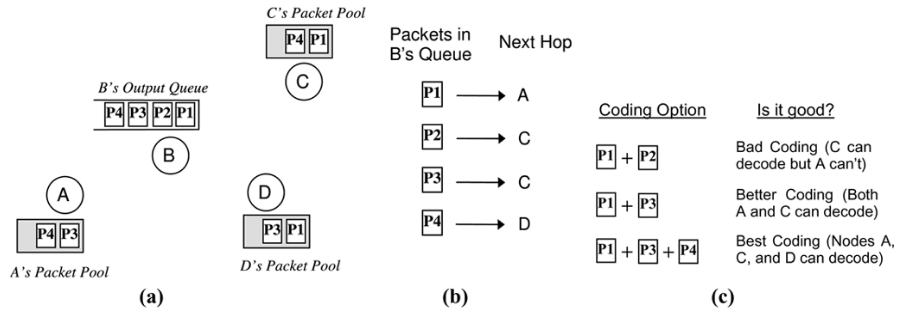 C's Packet Pool
P4 P1
C
B's Output Queue
P4 P3 P2 P1
B
A
P4 P3
A's Packet Pool
D
P3 P1
D's Packet Pool
(a)
Packets in
B's Queue
Next Hop
P1 A
P2 C
P3 C
P4 D
(b)
Coding Option Is it good?
P1 + P2
Bad Coding (C can
decode but A can't)
P1 + P3
Better Coding (Both
A and C can decode)
P1 + P3 + P4
Best Coding (Nodes A,
C, and D can decode)
(c)